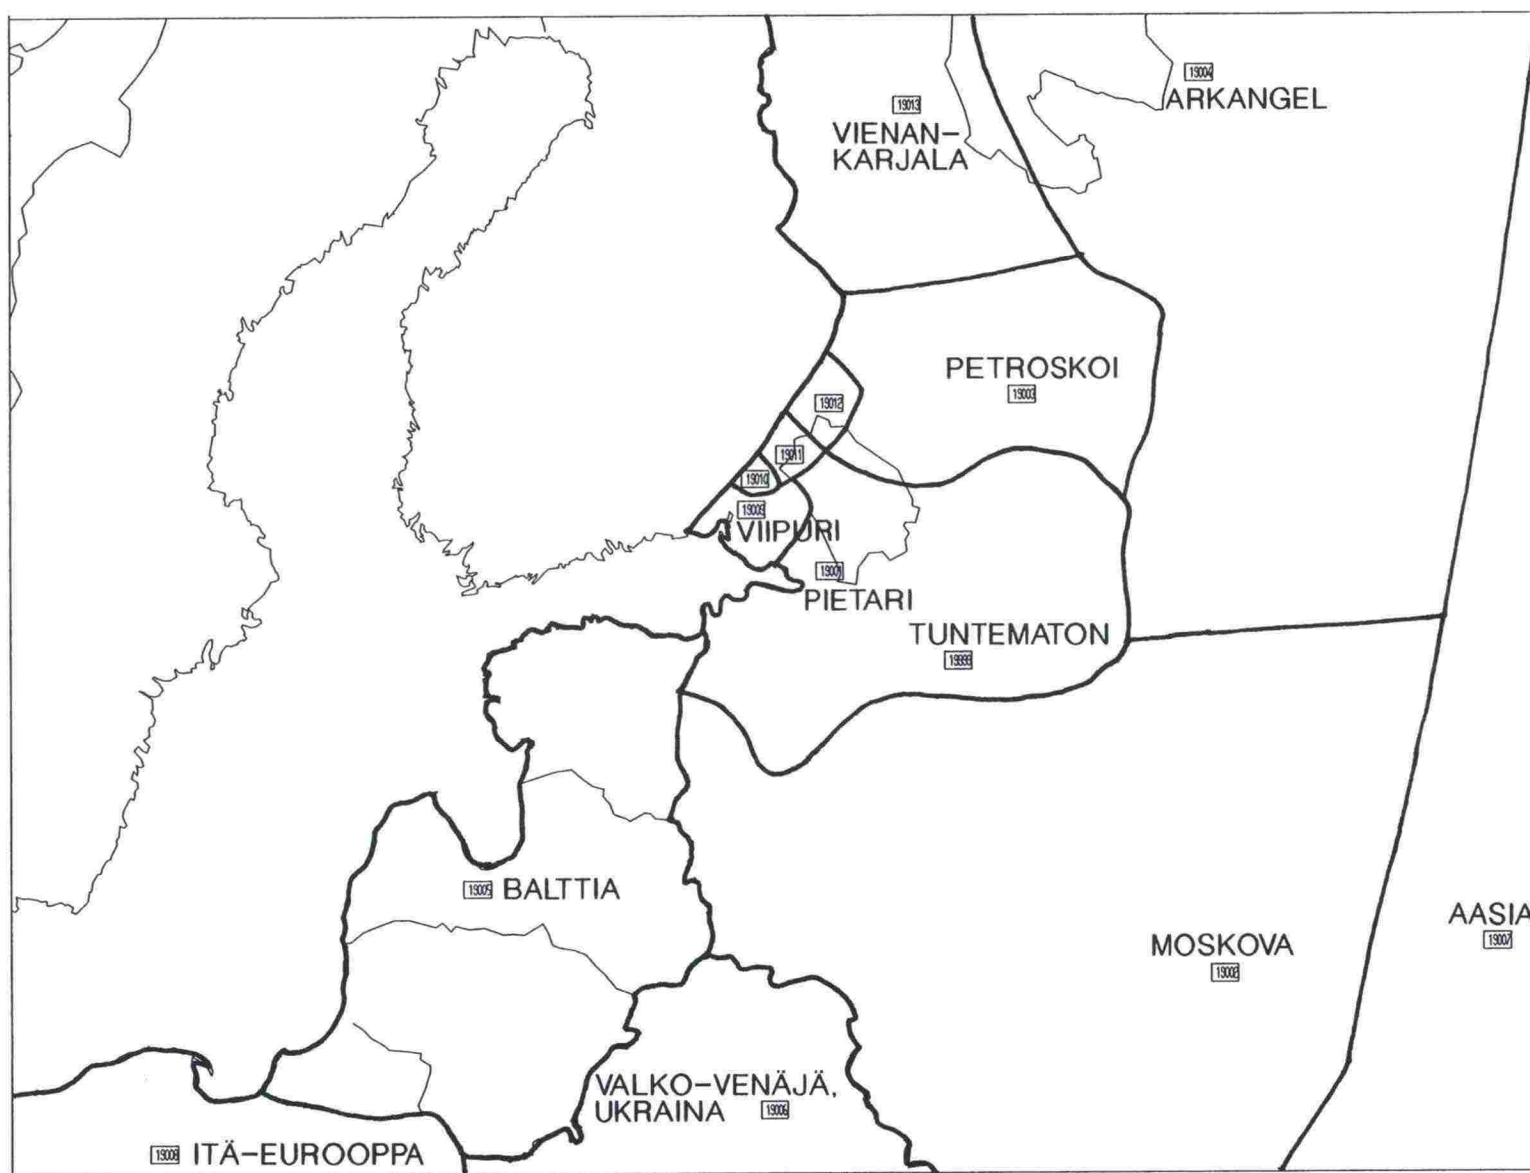 19004
ARKANGEL
19013
VIENAN-
KARJALA
PETROSKOI
19003
19012
19011
19010
19009
VIIPURI
19001
PIETARI
TUNTEMATON
19005 BALTTIA
AASIA
19007
MOSKOVA
19002
VALKO-VENÄJÄ,
UKRAINA 19006
19008 ITÄ-EUROOPPA